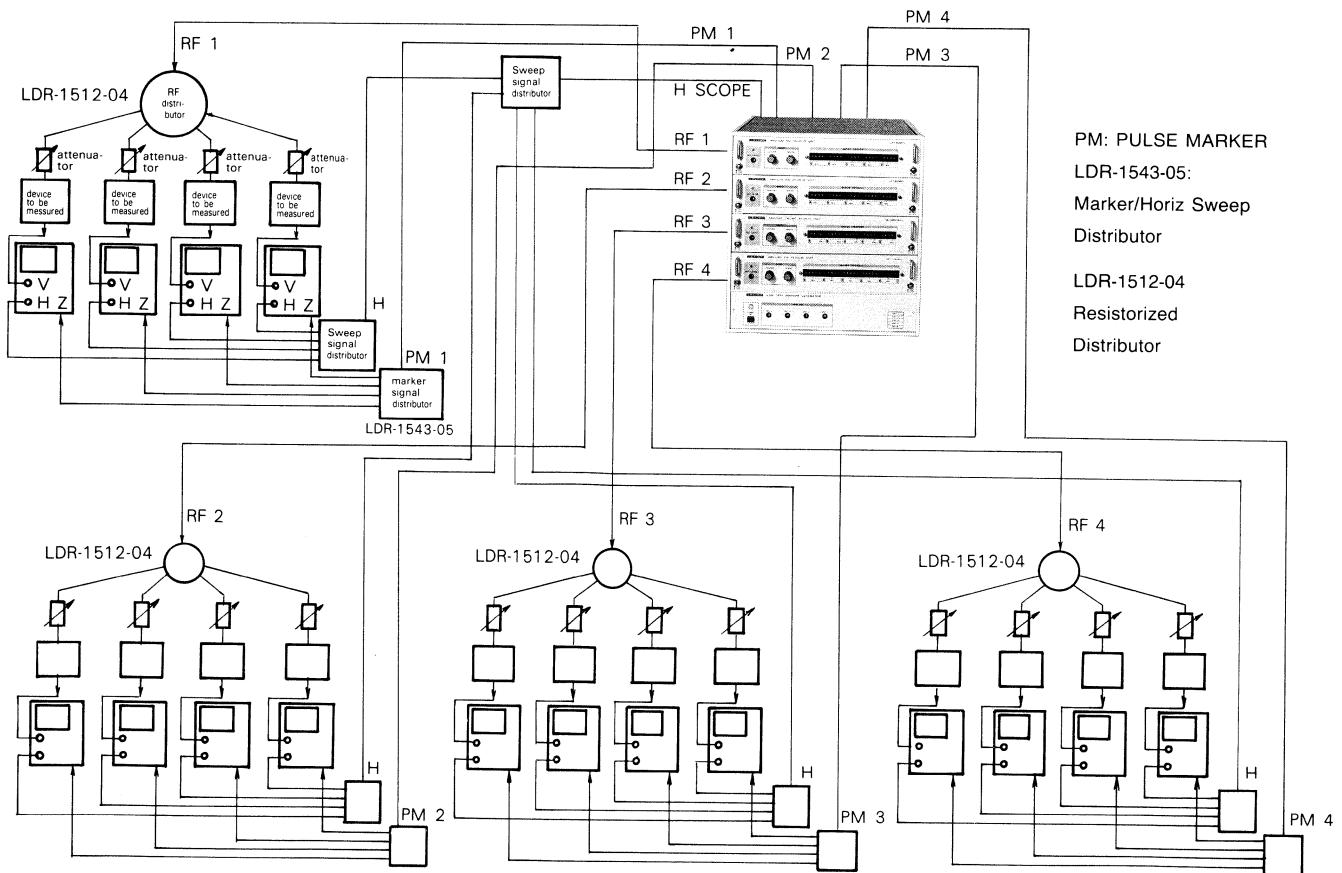 PM 4
RF 1
PM 1
PM 2
PM 3
Sweep
signal
distributor
H SCOPE
LDR-1512-04
RF
distri-
butor
attenua-
tor
attenua-
tor
attenua-
tor
attenua-
tor
device
to be
messured
device
to be
measured
device
to be
measured
device
to be
measured
V
H Z
V
H Z
V
H Z
V
H Z
H
Sweep
signal
distributor
PM 1
marker
signal
distributor
LDR-1543-05
RF 1
RF 2
RF 3
RF 4
PM: PULSE MARKER
LDR-1543-05:
Marker/Horiz Sweep
Distributor
LDR-1512-04
Resistorized
Distributor
RF 2
LDR-1512-04
H
PM 2
RF 3
LDR-1512-04
H
PM 3
RF 4
LDR-1512-04
H
PM 4